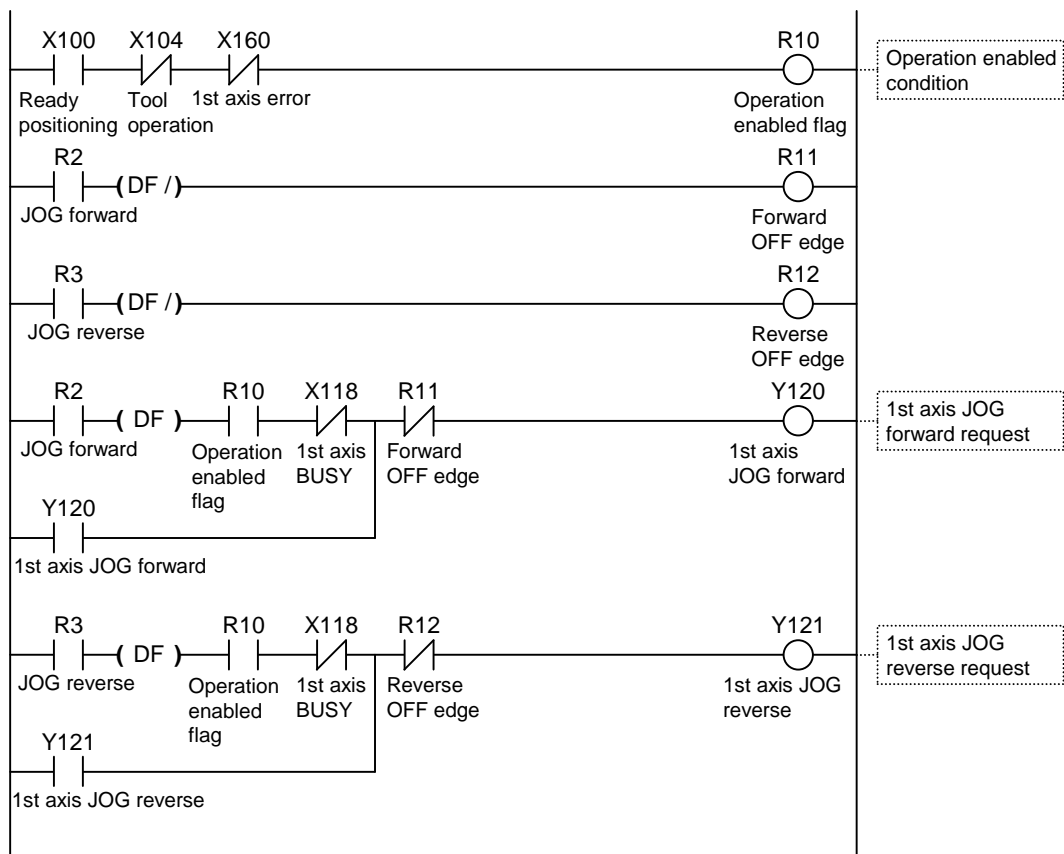 X100 X104 X160 R10
Operation enabled
condition
Ready
positioning
Tool
operation
1st axis error
Operation
enabled flag
R2 R11
( DF / )
JOG forward
Forward
OFF edge
R3 R12
( DF / )
JOG reverse
Reverse
OFF edge
R2 R10 X118 R11 Y120
( DF )
1st axis JOG
forward request
JOG forward
Operation
enabled
flag
1st axis
BUSY
Forward
OFF edge
1st axis
JOG forward
Y120
1st axis JOG forward
R3 R10 X118 R12 Y121
( DF )
1st axis JOG
reverse request
JOG reverse
Operation
enabled
flag
1st axis
BUSY
Reverse
OFF edge
1st axis JOG
reverse
Y121
1st axis JOG reverse